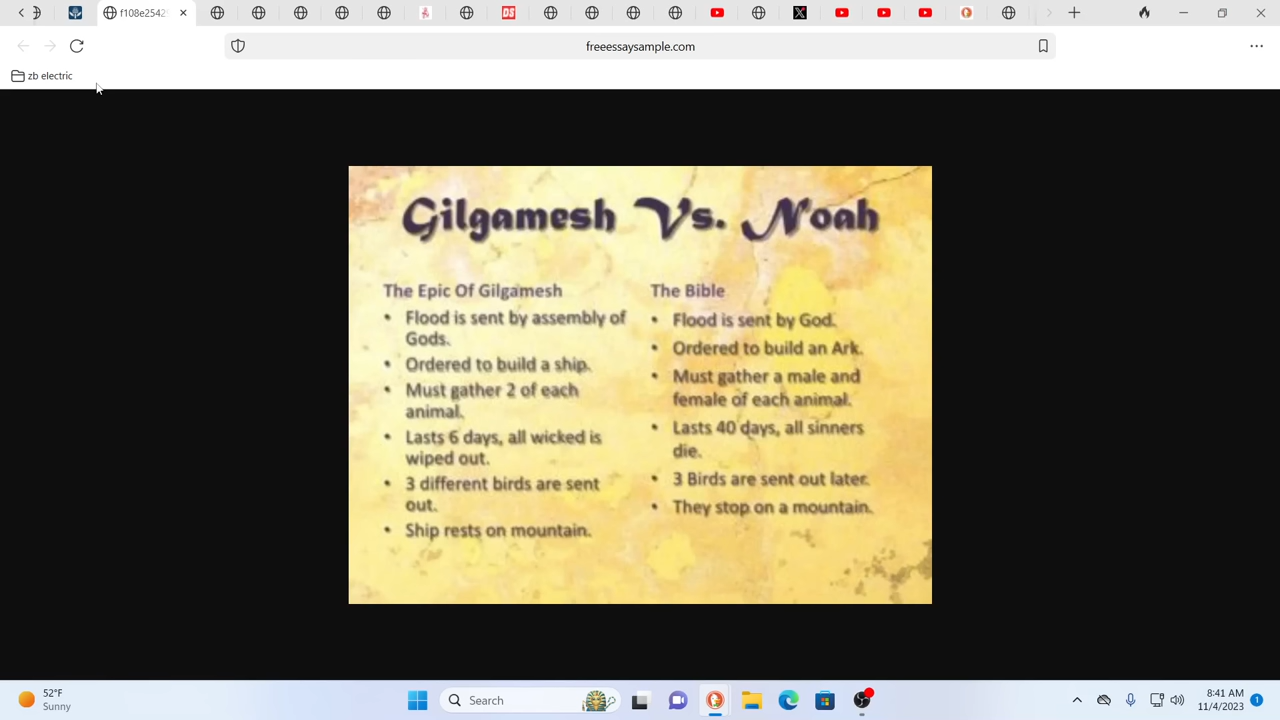 f108e2542
freeessaysample.com
zb electric
Gilgamesh Vs. Noah
The Epic Of Gilgamesh
• Flood is sent by assembly of
Gods.
• Ordered to build a ship.
• Must gather 2 of each
animal.
• Lasts 6 days, all wicked is
wiped out.
• 3 different birds are sent
out.
• Ship rests on mountain.
The Bible
• Flood is sent by God.
• Ordered to build an Ark.
• Must gather a male and
female of each animal.
• Lasts 40 days, all sinners
die.
• 3 Birds are sent out later.
• They stop on a mountain.
52°F
Sunny
Search
8:41 AM
11/4/2023
1